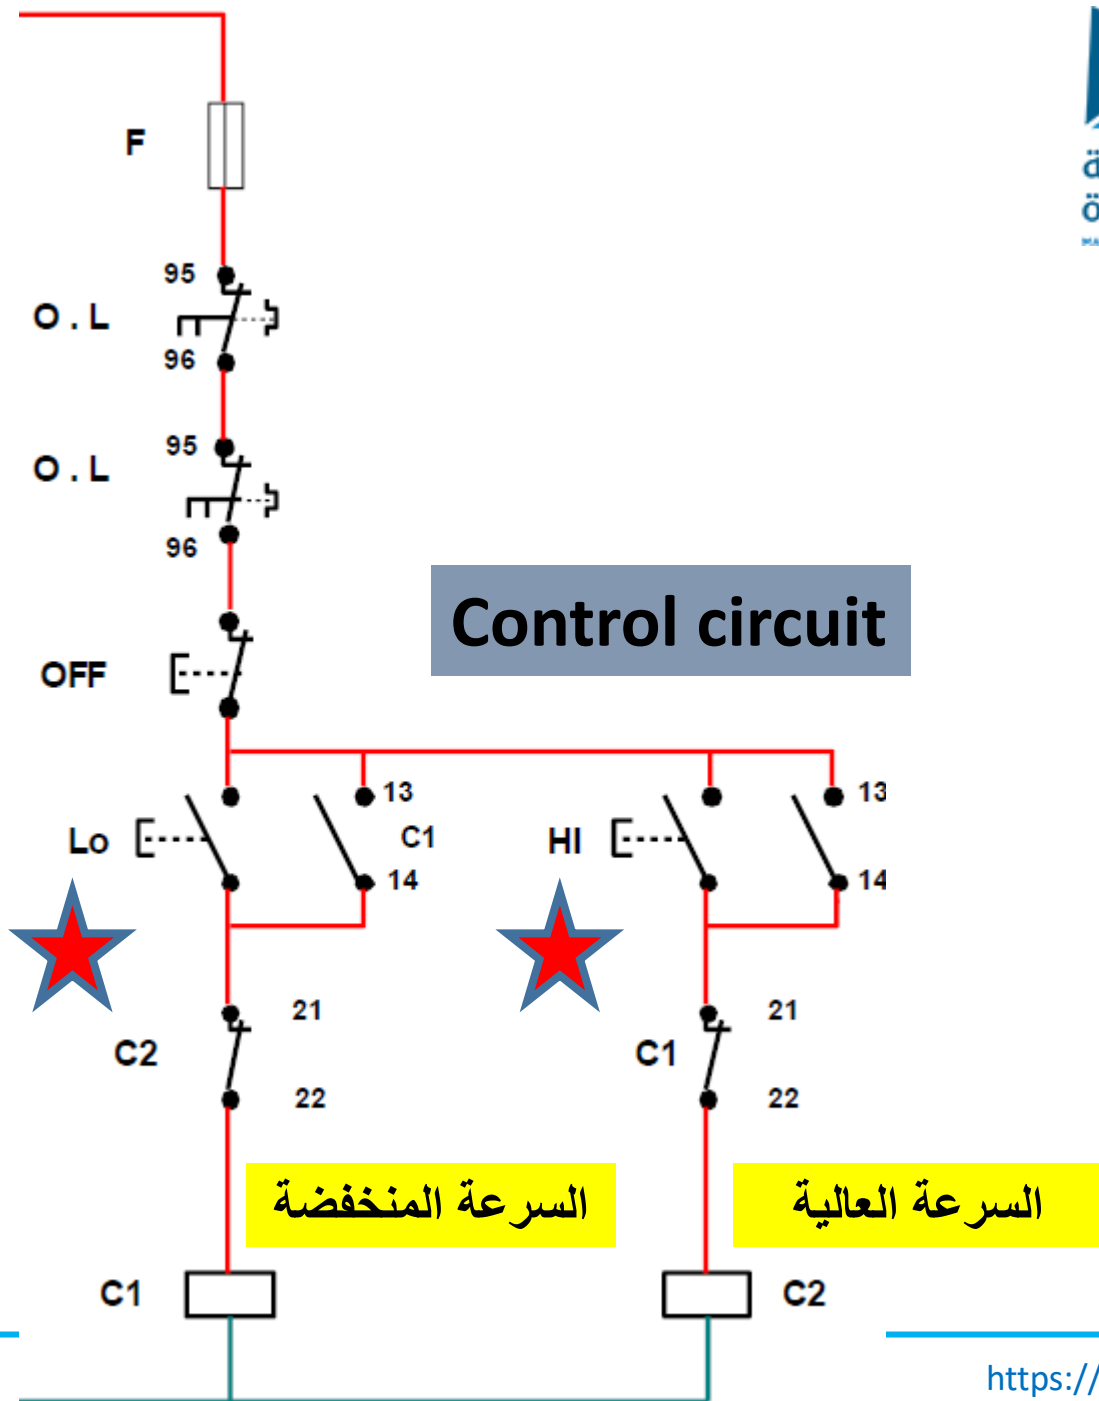 F
95
O . L
96
95
O . L
96
Control circuit
OFF
13
13
Lo
C1
HI
14
14
21
21
C2
C1
22
22
السرعة المنخفضة
السرعة العالية
C1
C2
https://